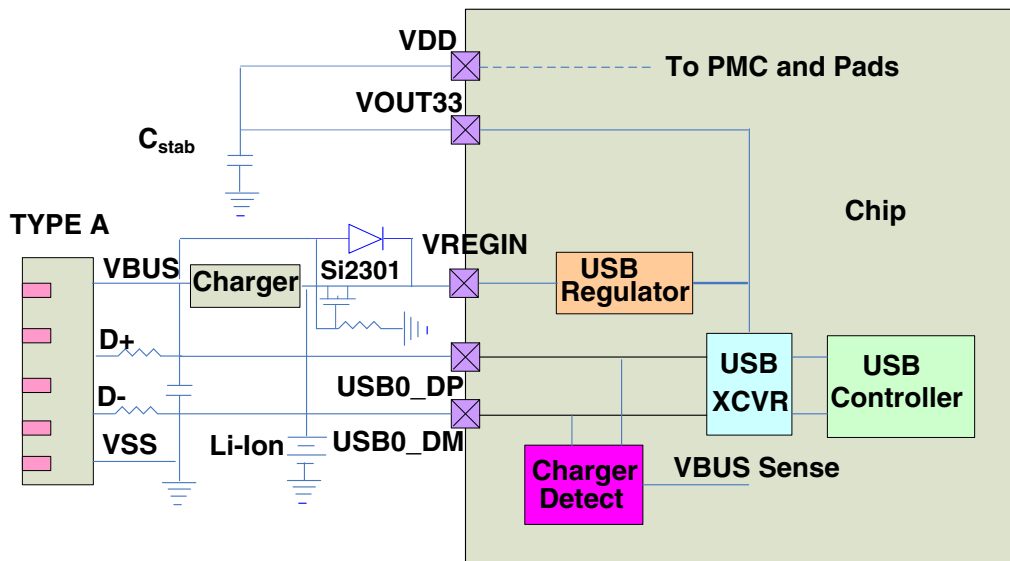 VDD
To PMC and Pads
VOUT33
Cstab
Chip
TYPE A
VREGIN
VBUS
Charger
Si2301
USB
Regulator
D+
USB
XCVR
USB
Controller
USB0_DP
D-
VSS
Li-Ion
USB0_DM
Charger
Detect
VBUS Sense